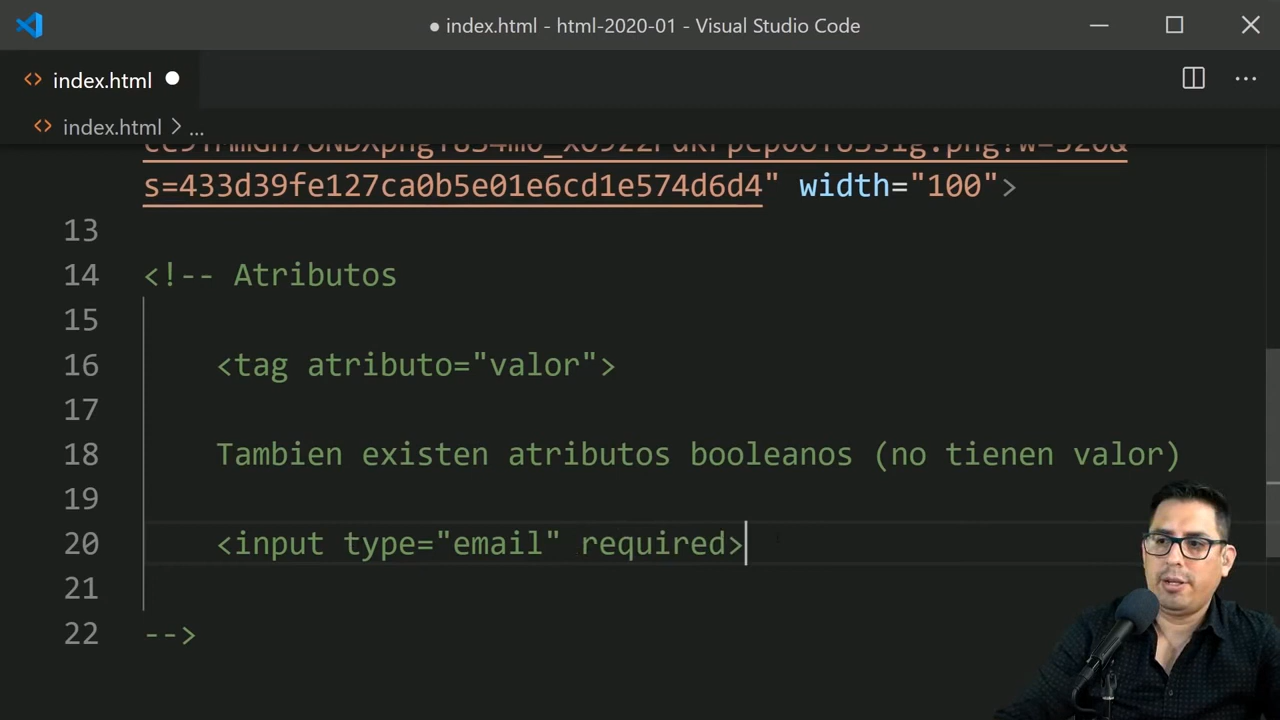 index.html - html-2020-01 - Visual Studio Code
index.html
index.html > ...
s=433d39fe127ca0b5e01e6cd1e574d6d4" width="100">
13
14 <!-- Atributos
15
16 <tag atributo="valor">
17
18 Tambien existen atributos booleanos (no tienen valor)
19
20 <input type="email" required>
21
22 -->